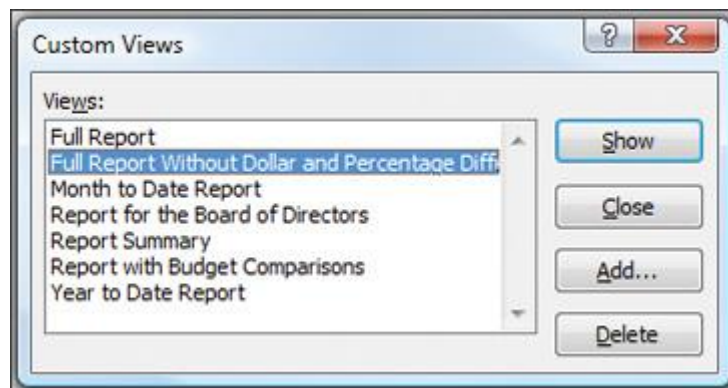 Custom Views
?
Views:
Full Report
Full Report Without Dollar and Percentage Diff
Month to Date Report
Report for the Board of Directors
Report Summary
Report with Budget Comparisons
Year to Date Report
Show
Close
Add...
Delete